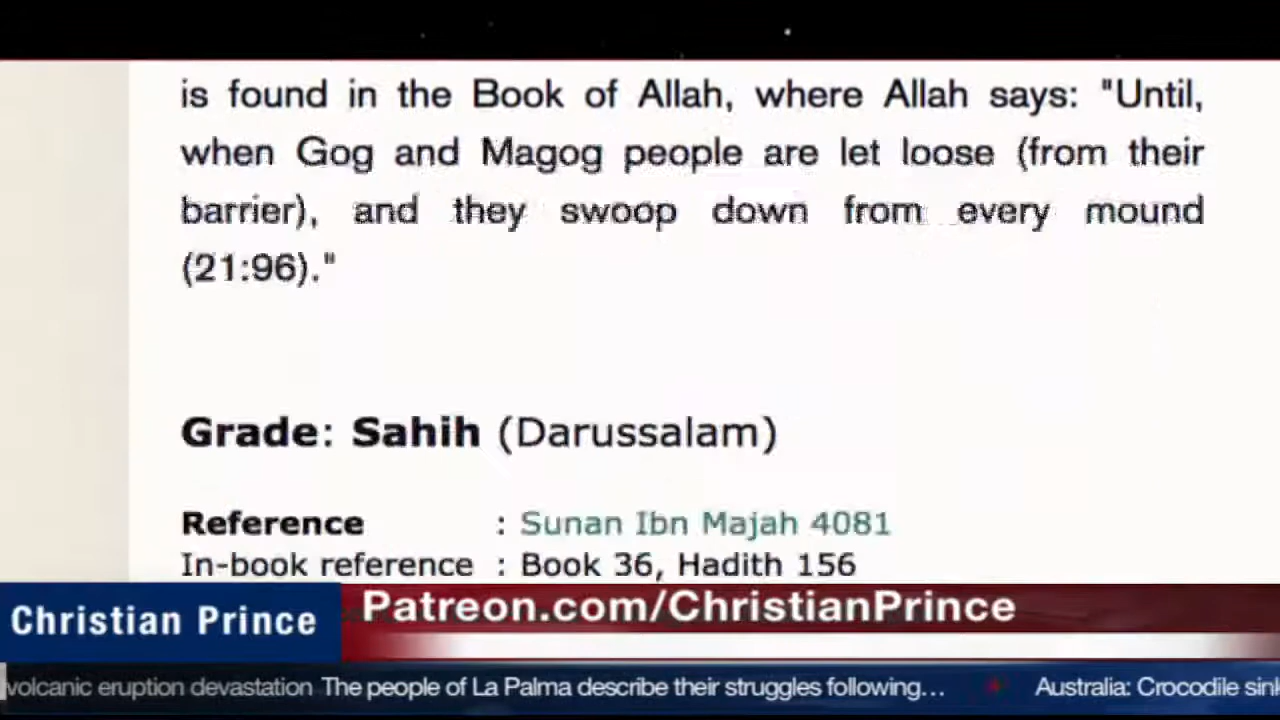 is found in the Book of Allah, where Allah says: "Until,
when Gog and Magog people are let loose (from their
barrier), and they swoop down from every mound
(21:96)."
Grade: Sahih (Darussalam)
Reference : Sunan Ibn Majah 4081
In-book reference : Book 36, Hadith 156
Christian Prince
Patreon.com/ChristianPrince
volcanic eruption devastation The people of La Palma describe their struggles following... Australia: Crocodile sin